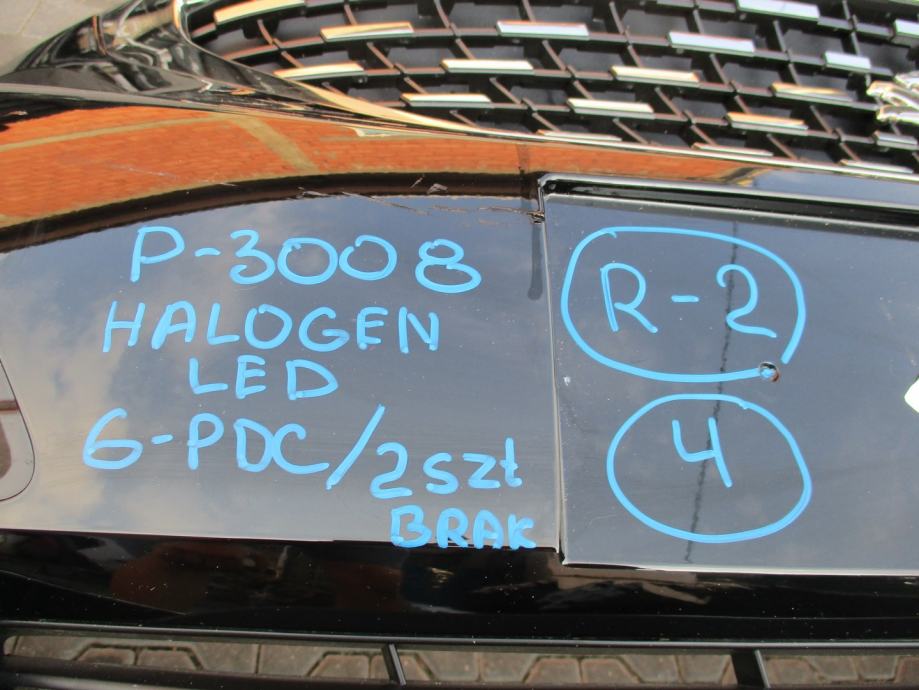 P-3008
HALOGEN
LED
6-PDC/2szt
BRAK
R-2
4